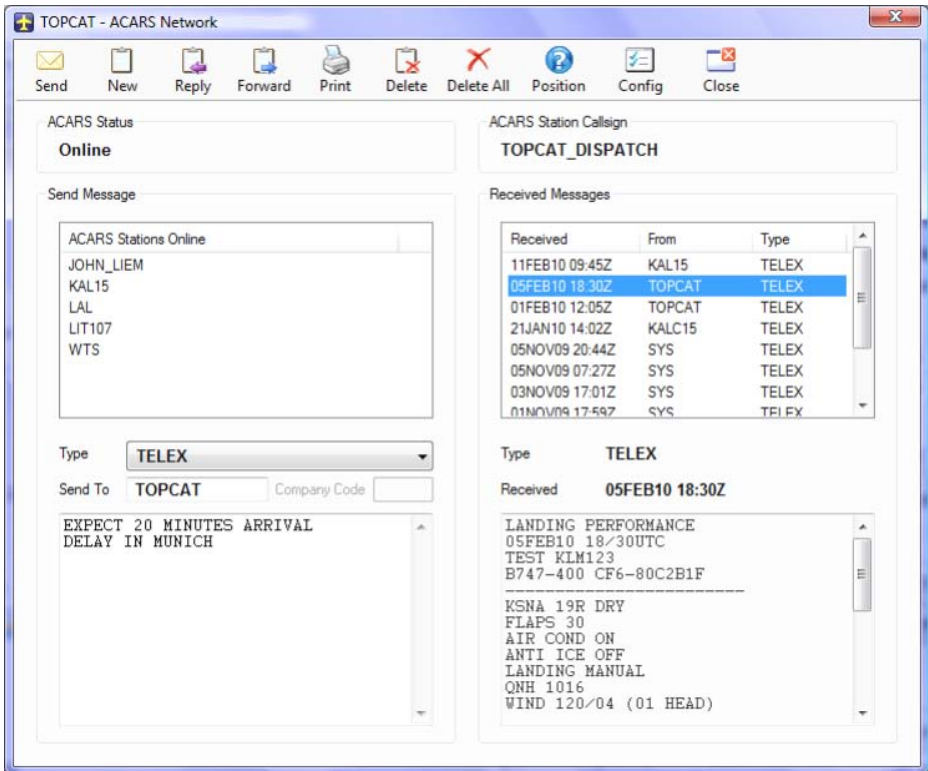 TOPCAT - ACARS Network
Send New Reply Forward Print Delete Delete All Position Config Close
ACARS Status
Online
ACARS Station Callsign
TOPCAT_DISPATCH
Send Message
ACARS Stations Online
JOHN_LIEM
KAL15
LAL
LIT107
WTS
Type TELEX
Send To TOPCAT Company Code
EXPECT 20 MINUTES ARRIVAL
DELAY IN MUNICH
Received Messages
Received From Type
11FEB10 09:45Z KAL15 TELEX
05FEB10 18:30Z TOPCAT TELEX
01FEB10 12:05Z TOPCAT TELEX
21JAN10 14:02Z KALC15 TELEX
05NOV09 20:44Z SYS TELEX
05NOV09 07:27Z SYS TELEX
03NOV09 17:01Z SYS TELEX
01NOV09 17:59Z SYS TELEX
Type TELEX
Received 05FEB10 18:30Z
LANDING PERFORMANCE
05FEB10 18/30UTC
TEST KLM123
B747-400 CF6-80C2B1F
------------------------
KSNA 19R DRY
FLAPS 30
AIR COND ON
ANTI ICE OFF
LANDING MANUAL
QNH 1016
WIND 120/04 (01 HEAD)